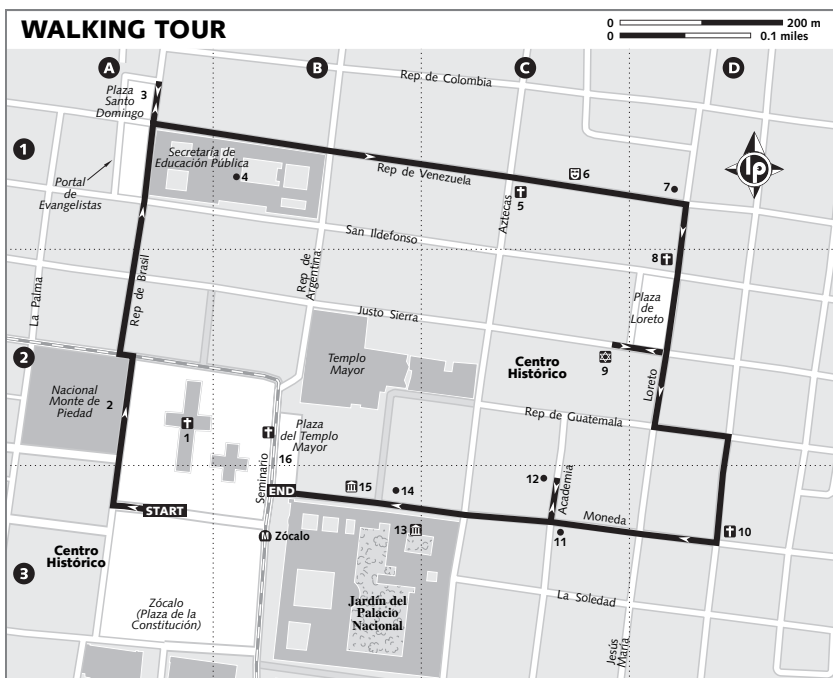 WALKING TOUR
0 200 m
0 0.1 miles
A
B
C
D
Rep de Colombia
Plaza
Santo
Domingo
3
1
Secretaría de
Educación Pública
4
Portal
de
Evangelistas
Rep de Venezuela
6
5
7
lp
Aztecas
San Ildefonso
8
Rep de Brasil
Rep de
Argentina
La Palma
Justo Sierra
Plaza
de
Loreto
2
Nacional
Monte de
Piedad
2
Templo
Mayor
Centro
Histórico
9
Loreto
1
Plaza
del Templo
Mayor
16
Rep de Guatemala
Seminario
END
15
14
12
Academia
START
Moneda
10
M Zócalo
13
11
Centro
Histórico
3
Zócalo
(Plaza de la
Constitución)
Jardín del
Palacio
Nacional
La Soledad
Jesús
María